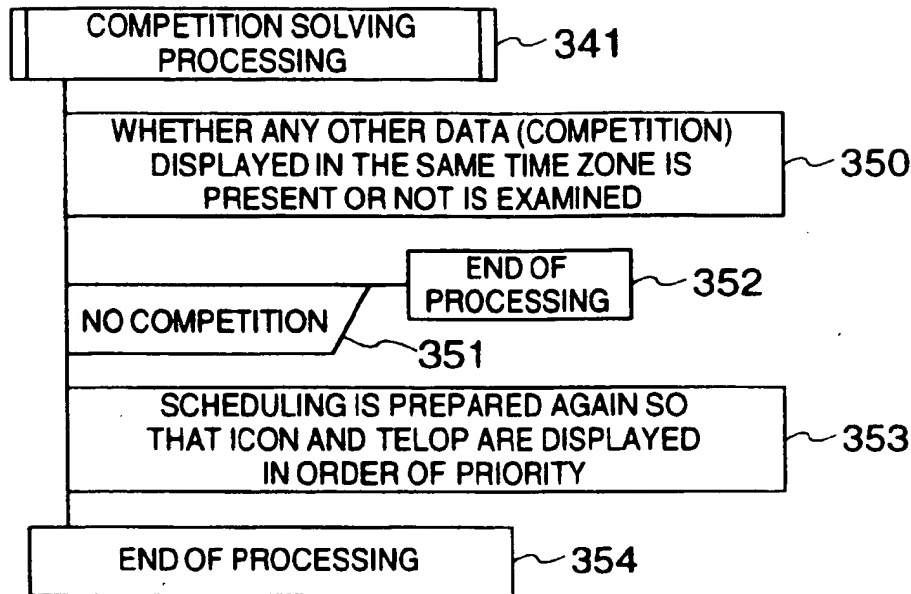 COMPETITION SOLVING
PROCESSING
341
WHETHER ANY OTHER DATA (COMPETITION)
DISPLAYED IN THE SAME TIME ZONE IS
PRESENT OR NOT IS EXAMINED
350
END OF
PROCESSING
352
NO COMPETITION
351
SCHEDULING IS PREPARED AGAIN SO
THAT ICON AND TELOP ARE DISPLAYED
IN ORDER OF PRIORITY
353
END OF PROCESSING
354